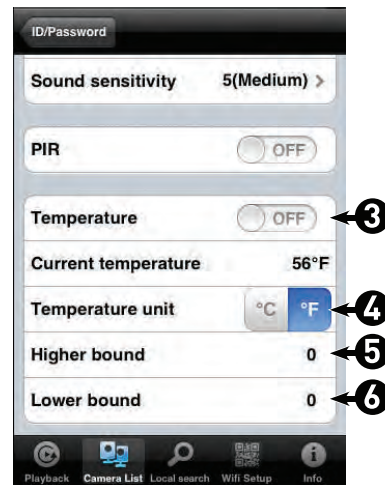 ID/Password
Sound sensitivity 5(Medium) >
PIR OFF
Temperature OFF 3
Current temperature 56°F
Temperature unit °C °F 4
Higher bound 0 5
Lower bound 0 6
Playback Camera List Local search Wifi Setup Info